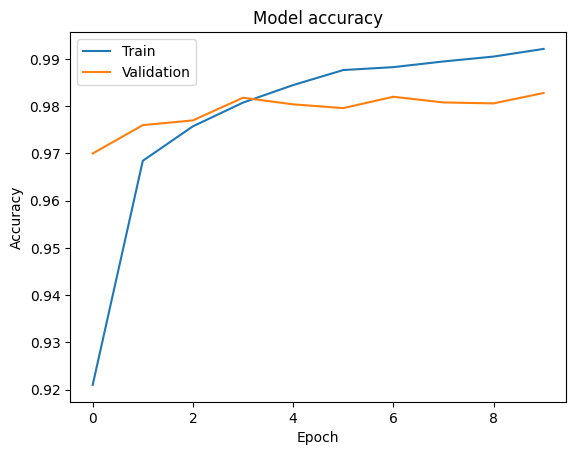 Model accuracy
Train
Validation
0.99
0.98
0.97
0.96
0.95
0.94
0.93
0.92
Accuracy
0 2 4 6 8
Epoch